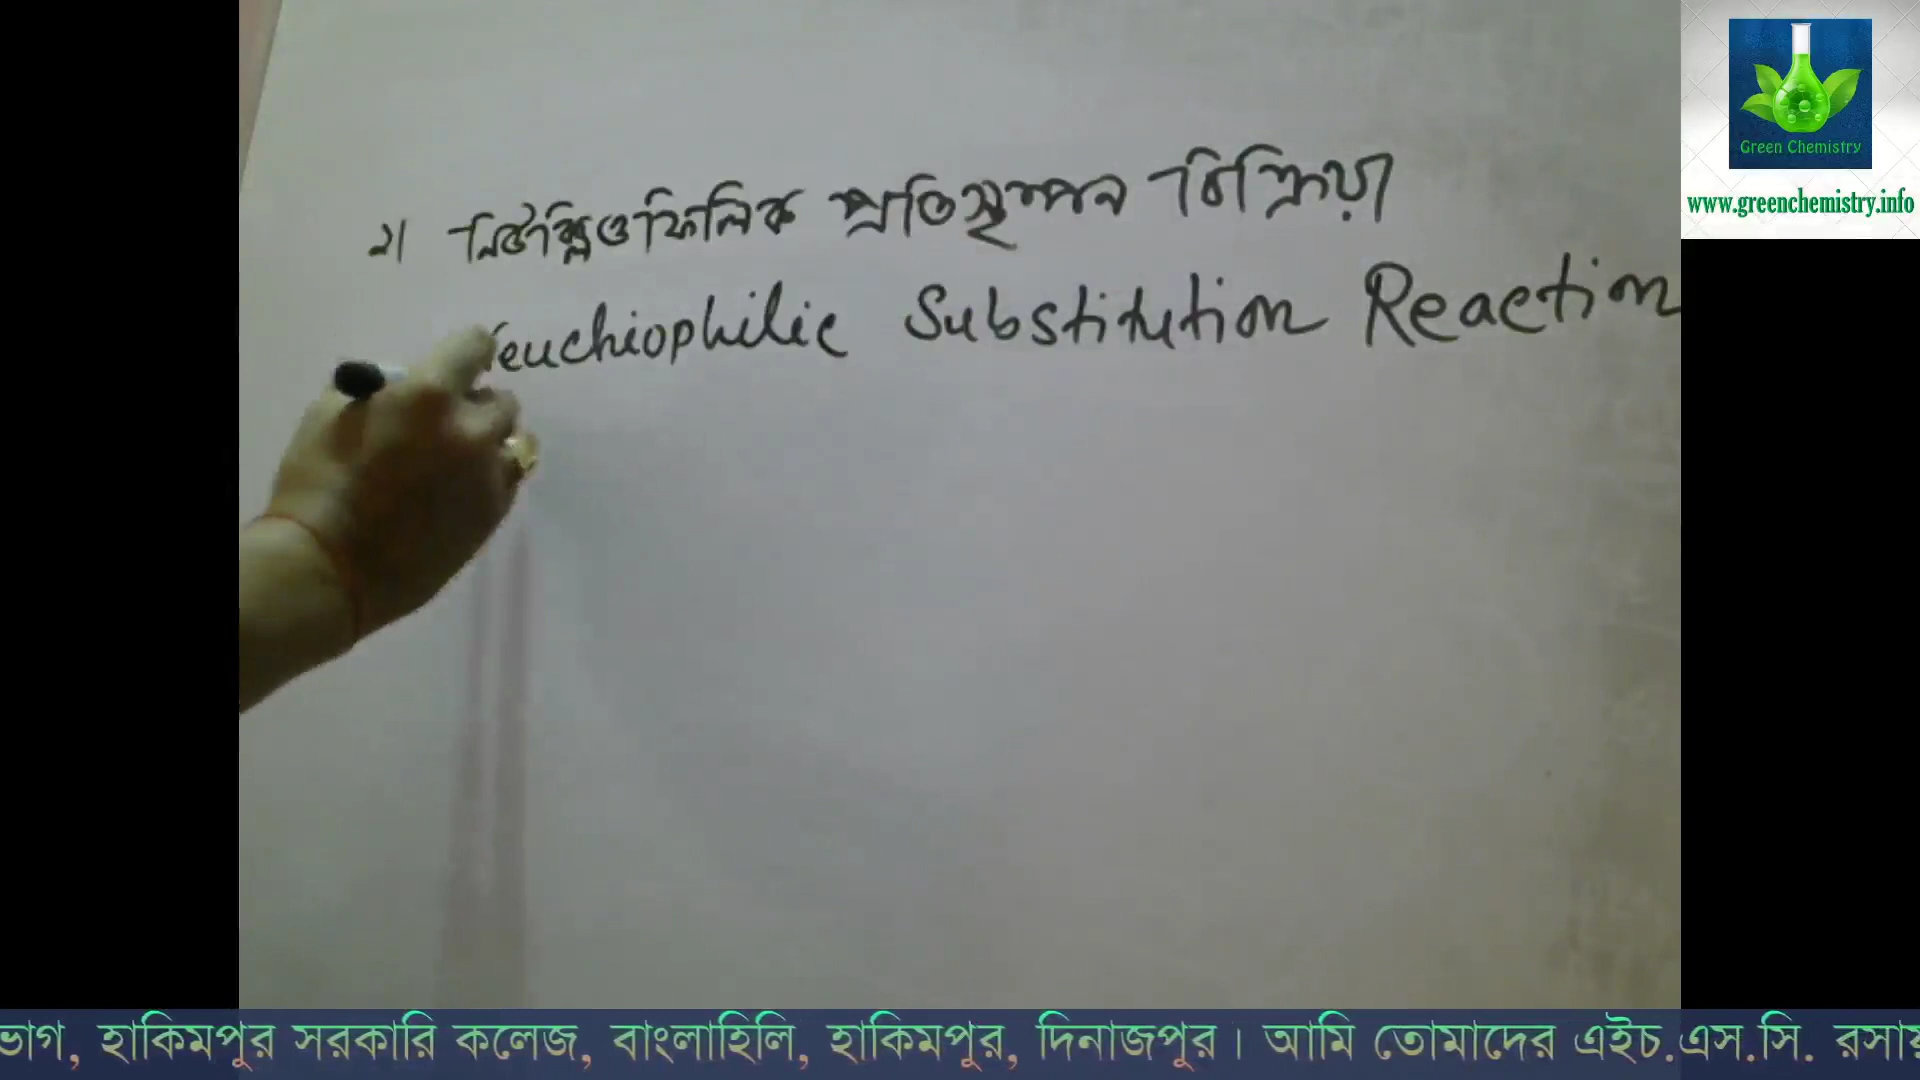 Green Chemistry
www.greenchemistry.info
২। নিউক্লিওফিলিক প্রতিস্থাপন বিক্রিয়া
Neuchiophilic Substitution Reaction
ভাগ, হাকিমপুর সরকারি কলেজ, বাংলাহিলি, হাকিমপুর, দিনাজপুর। আমি তোমাদের এইচ.এস.সি. রসায়